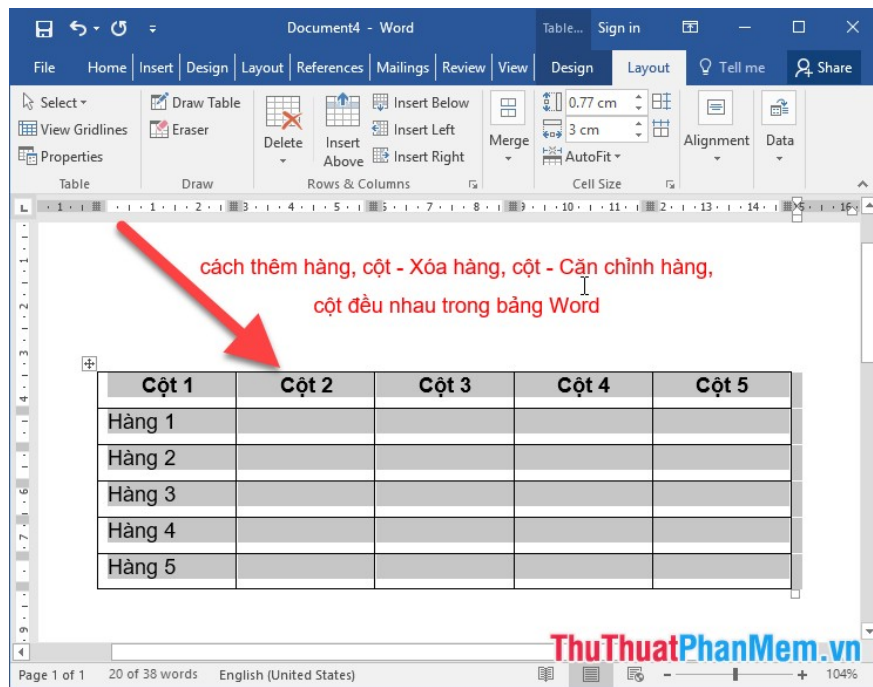 Document4 - Word
Table... Sign in
File Home Insert Design Layout References Mailings Review View Design Layout Tell me Share
Select Draw Table Insert Below 0.77 cm
View Gridlines Eraser Delete Insert Above Insert Left Merge 3 cm Alignment Data
Properties Insert Right AutoFit
Table Draw Rows & Columns Cell Size
cách thêm hàng, cột - Xóa hàng, cột - Căn chỉnh hàng,
cột đều nhau trong bảng Word
Cột 1 Cột 2 Cột 3 Cột 4 Cột 5
Hàng 1
Hàng 2
Hàng 3
Hàng 4
Hàng 5
ThuThuatPhanMem.vn
Page 1 of 1 20 of 38 words English (United States) 104%